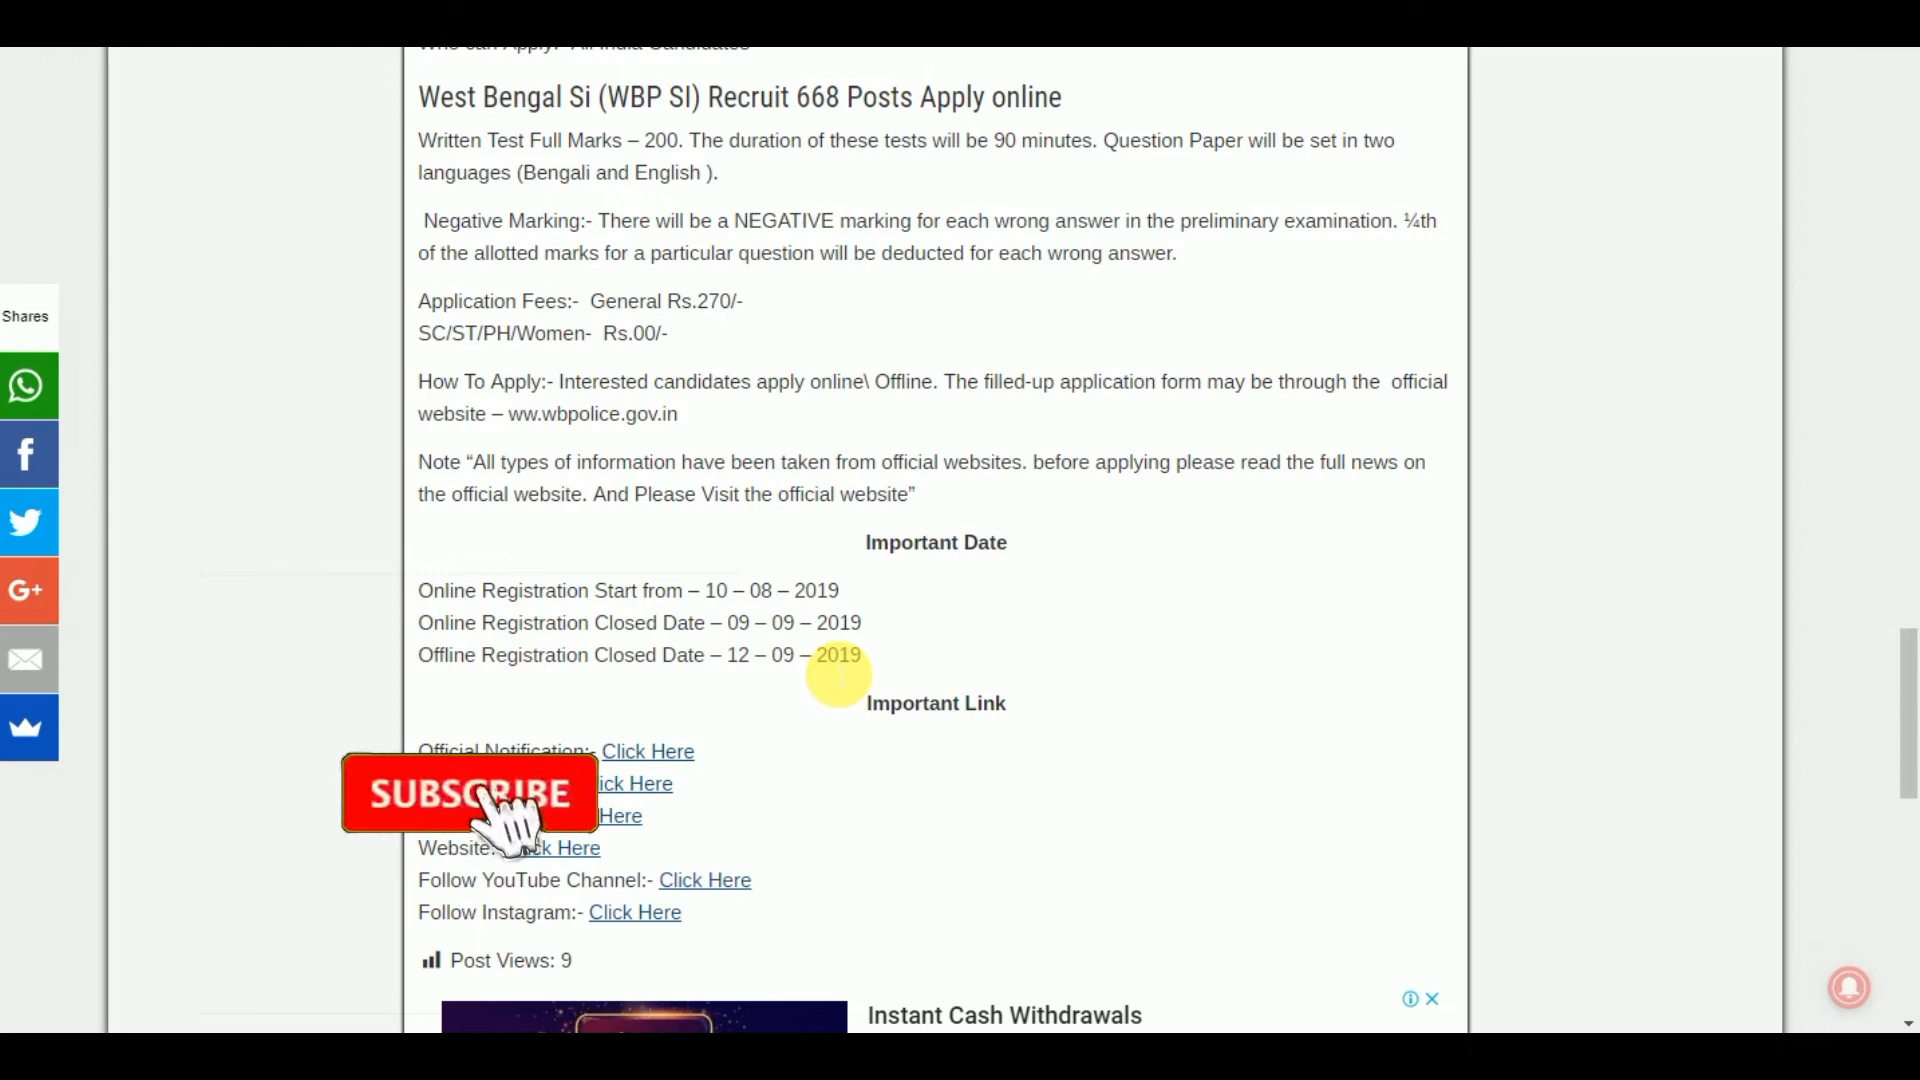 West Bengal Si (WBP SI) Recruit 668 Posts Apply online
Written Test Full Marks – 200. The duration of these tests will be 90 minutes. Question Paper will be set in two
languages (Bengali and English ).
Negative Marking:- There will be a NEGATIVE marking for each wrong answer in the preliminary examination. ¼th
of the allotted marks for a particular question will be deducted for each wrong answer.
Shares
Application Fees:- General Rs.270/-
SC/ST/PH/Women- Rs.00/-
How To Apply:- Interested candidates apply online\ Offline. The filled-up application form may be through the official
website – ww.wbpolice.gov.in
Note “All types of information have been taken from official websites. before applying please read the full news on
the official website. And Please Visit the official website”
Important Date
Online Registration Start from – 10 – 08 – 2019
Online Registration Closed Date – 09 – 09 – 2019
Offline Registration Closed Date – 12 – 09 – 2019
Important Link
Official Notification:- Click Here
SUBSCRIBE
Here
Here
Website: Here
Follow YouTube Channel:- Click Here
Follow Instagram:- Click Here
Post Views: 9
Instant Cash Withdrawals